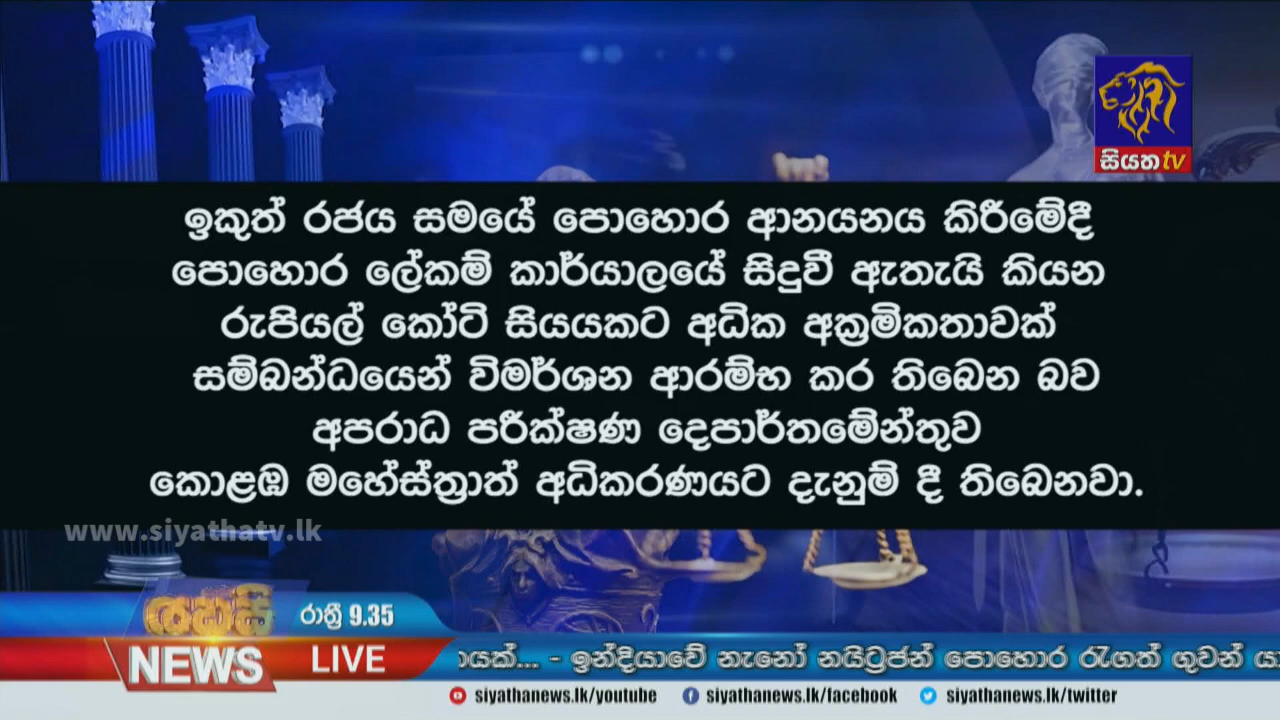 සියත tv
ඉකුත් රජය සමයේ පොහොර ආනයනය කිරීමේදී
පොහොර ලේකම් කාර්යාලයේ සිදුවී ඇතැයි කියන
රුපියල් කෝටි සියයකට අධික අක්‍රමිකතාවක්
සම්බන්ධයෙන් විමර්ශන ආරම්භ කර තිබෙන බව
අපරාධ පරීක්ෂණ දෙපාර්තමේන්තුව
කොළඹ මහේස්ත්‍රාත් අධිකරණයට දැනුම් දී තිබෙනවා.
www.siyathatv.lk
රාත්‍රී 9.35
NEWS LIVE
යක්... - ඉන්දියාවේ නැනෝ නයිට්‍රජන් පොහොර රැගත් ගුවන් යා
siyathanews.lk/youtube siyathanews.lk/facebook siyathanews.lk/twitter